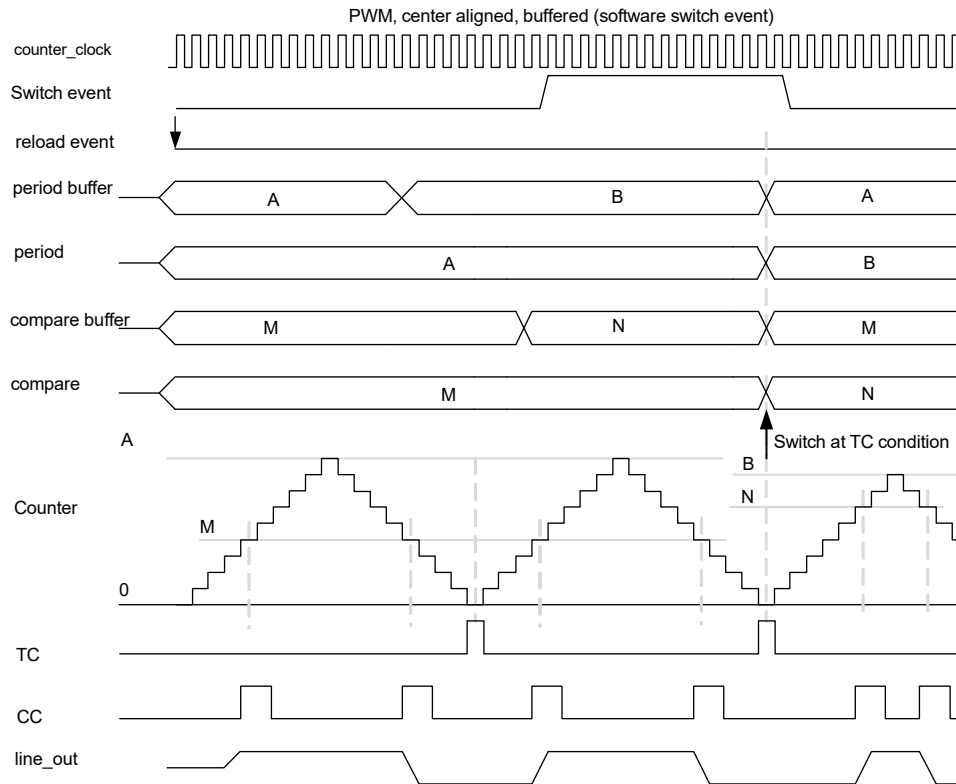 PWM, center aligned, buffered (software switch event)
counter_clock
Switch event
reload event
period buffer
A
B
A
period
A
B
compare buffer
M
N
M
compare
M
N
Switch at TC condition
A
B
Counter
N
M
0
TC
CC
line_out